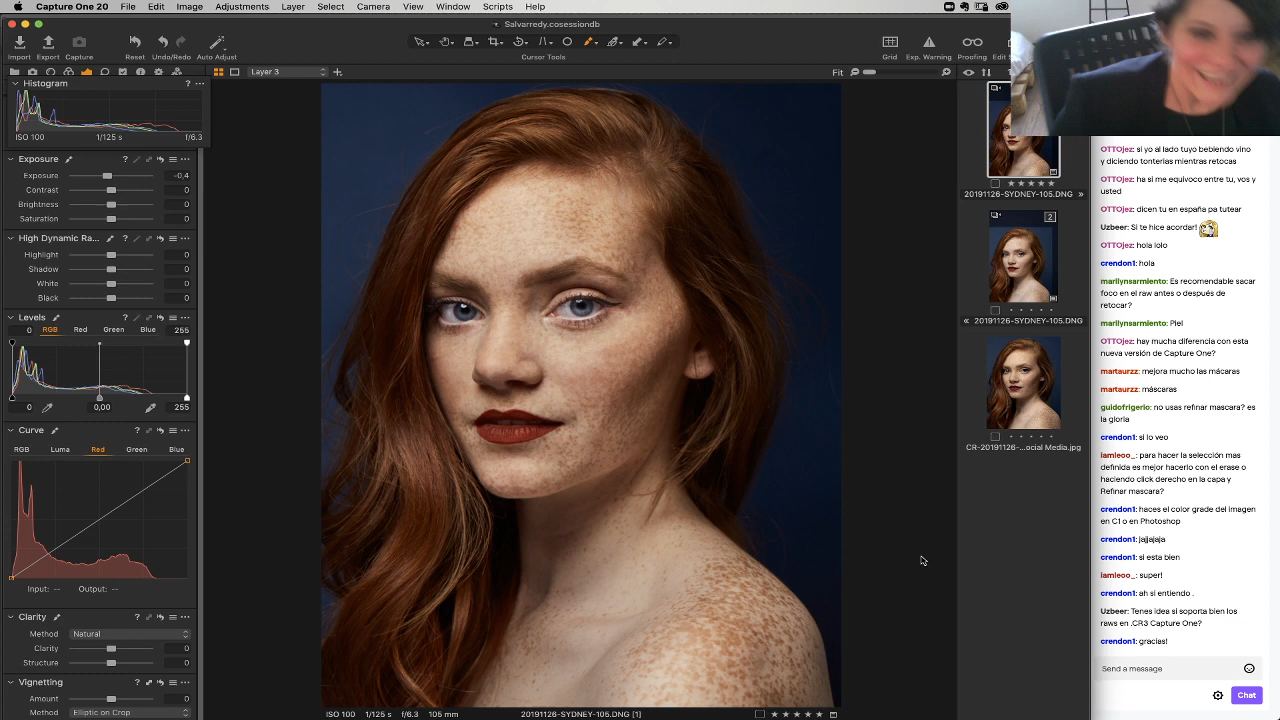 Capture One 20 File Edit Image Adjustments Layer Select Camera View Window Scripts Help
Salvarredy.cosessiondb
Import Export Capture Reset Undo/Redo Auto Adjust Cursor Tools Grid Exp. Warning Proofing Edit S
Layer 3
Fit
Histogram ?
ISO 100 1/125 s f/6.3
Exposure ?
Exposure -0,4
Contrast 0
Brightness 0
Saturation 0
High Dynamic Ra... ?
Highlight 0
Shadow 0
White 0
Black 0
Levels ?
0 RGB Red Green Blue 255
0 0,00 255
Curve ?
RGB Luma Red Green Blue
Input: -- Output: --
Clarity ?
Method Natural
Clarity 0
Structure 0
Vignetting ?
Amount 0
Method Elliptic on Crop
ISO 100 1/125 s f/6.3 105 mm 20191126-SYDNEY-105.DNG [1]
20191126-SYDNEY-105.DNG »
2
« 20191126-SYDNEY-105.DNG
CR-20191126-...ocial Media.jpg
OTTOjez: si yo al lado tuyo bebiendo vino
y diciendo tonterias mientras retocas
OTTOjez: ha si me equivoco entre tu, vos y
usted
OTTOjez: dicen tu en españa pa tutear
Uzbeer: Si te hice acordar!
OTTOjez: hola lolo
crendon1: hola
marilynsarmiento: Es recomendable sacar
foco en el raw antes o después de
retocar?
marilynsarmiento: Piel
OTTOjez: hay mucha diferencia con esta
nueva versión de Capture One?
martaurzz: mejora mucho las mácaras
martaurzz: máscaras
guidofrigerio: no usas refinar mascara? es
la gloria
crendon1: si lo veo
iamleoo_: para hacer la selección mas
definida es mejor hacerlo con el erase o
haciendo click derecho en la capa y
Refinar mascara?
crendon1: haces el color grade del imagen
en C1 o en Photoshop
crendon1: jajjajaja
crendon1: si esta bien
iamleoo_: super!
crendon1: ah si entiendo .
Uzbeer: Tenes idea si soporta bien los
raws en .CR3 Capture One?
crendon1: gracias!
Send a message
Chat